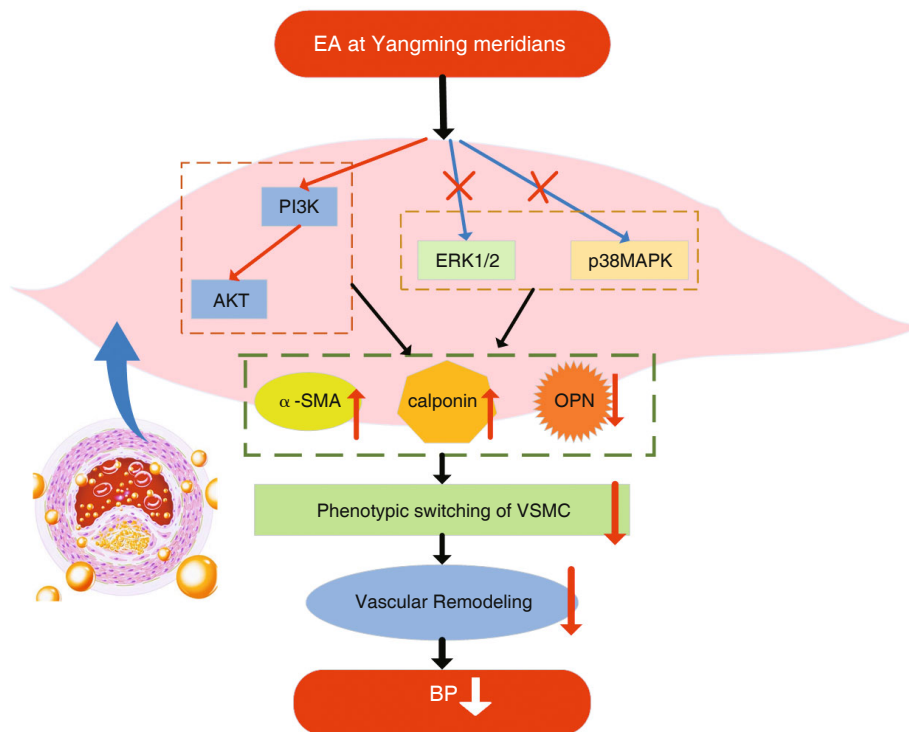 EA at Yangming meridians
PI3K
ERK1/2
p38MAPK
AKT
α-SMA
calponin
OPN
Phenotypic switching of VSMC
Vascular Remodeling
BP